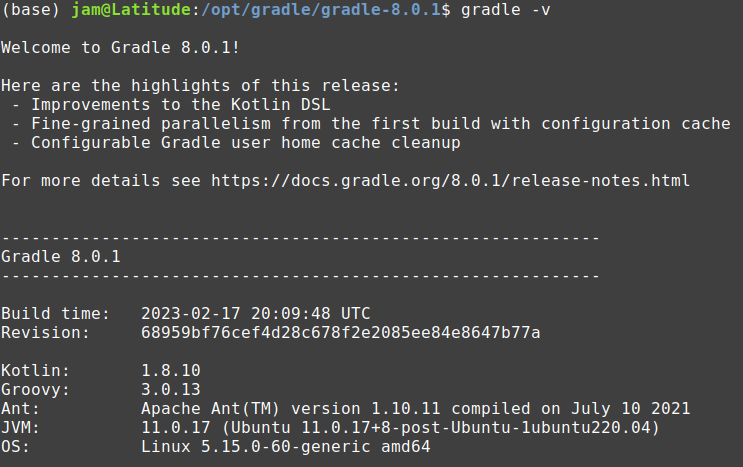 (base) jam@Latitude:/opt/gradle/gradle-8.0.1$ gradle -v
Welcome to Gradle 8.0.1!
Here are the highlights of this release:
 - Improvements to the Kotlin DSL
 - Fine-grained parallelism from the first build with configuration cache
 - Configurable Gradle user home cache cleanup
For more details see https://docs.gradle.org/8.0.1/release-notes.html
------------------------------------------------------------
Gradle 8.0.1
------------------------------------------------------------
Build time:   2023-02-17 20:09:48 UTC
Revision:     68959bf76cef4d28c678f2e2085ee84e8647b77a
Kotlin:       1.8.10
Groovy:       3.0.13
Ant:          Apache Ant(TM) version 1.10.11 compiled on July 10 2021
JVM:          11.0.17 (Ubuntu 11.0.17+8-post-Ubuntu-1ubuntu220.04)
OS:           Linux 5.15.0-60-generic amd64